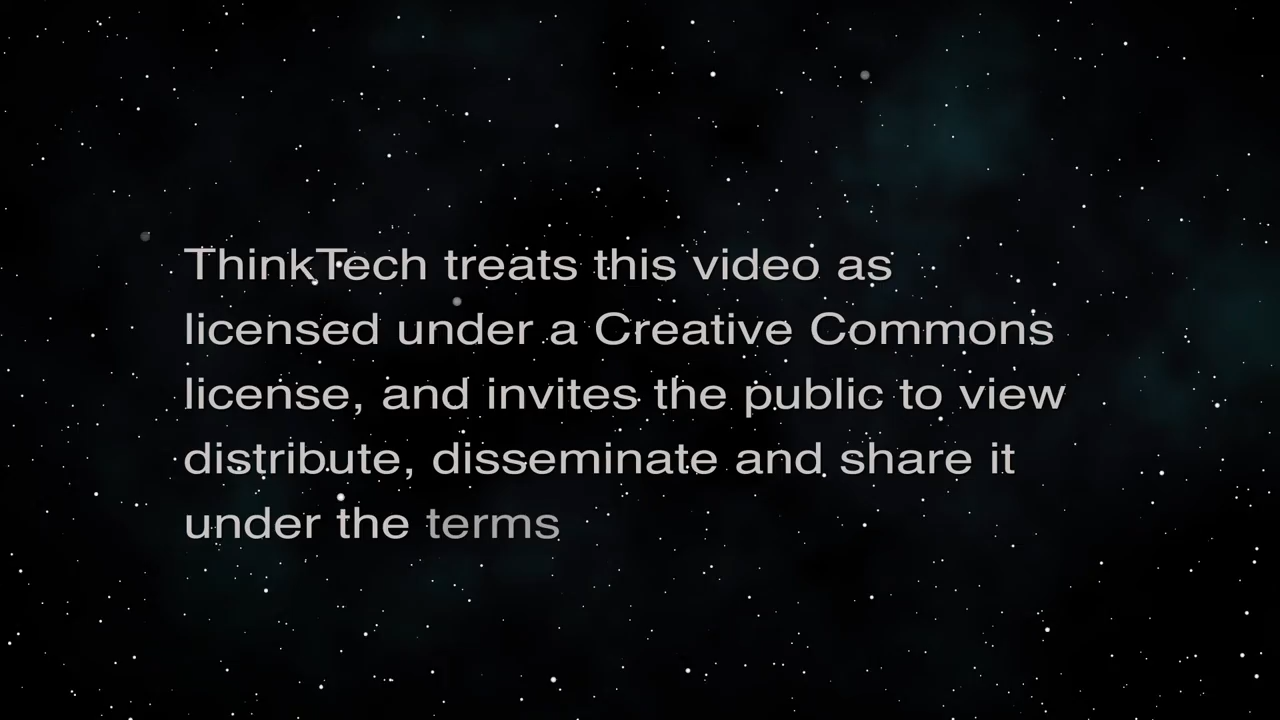 ThinkTech treats this video as
licensed under a Creative Commons
license, and invites the public to view
distribute, disseminate and share it
under the terms